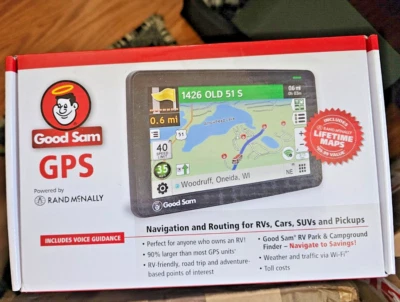 Good Sam
GPS
Powered by
RAND MCNALLY
INCLUDES VOICE GUIDANCE
1426 OLD 51 S
0.6 mi
51
40
35
Woodruff, Oneida, WI
NE
Good Sam
INCLUDES
LIFETIME
MAPS
Navigation and Routing for RVs, Cars, SUVs and Pickups
• Perfect for anyone who owns an RV!
• 90% larger than most GPS units*
• RV-friendly, road trip and adventure-
based points of interest
• Good Sam® RV Park & Campground
Finder – Navigate to Savings!
• Weather and traffic via Wi-Fi®
• Toll costs